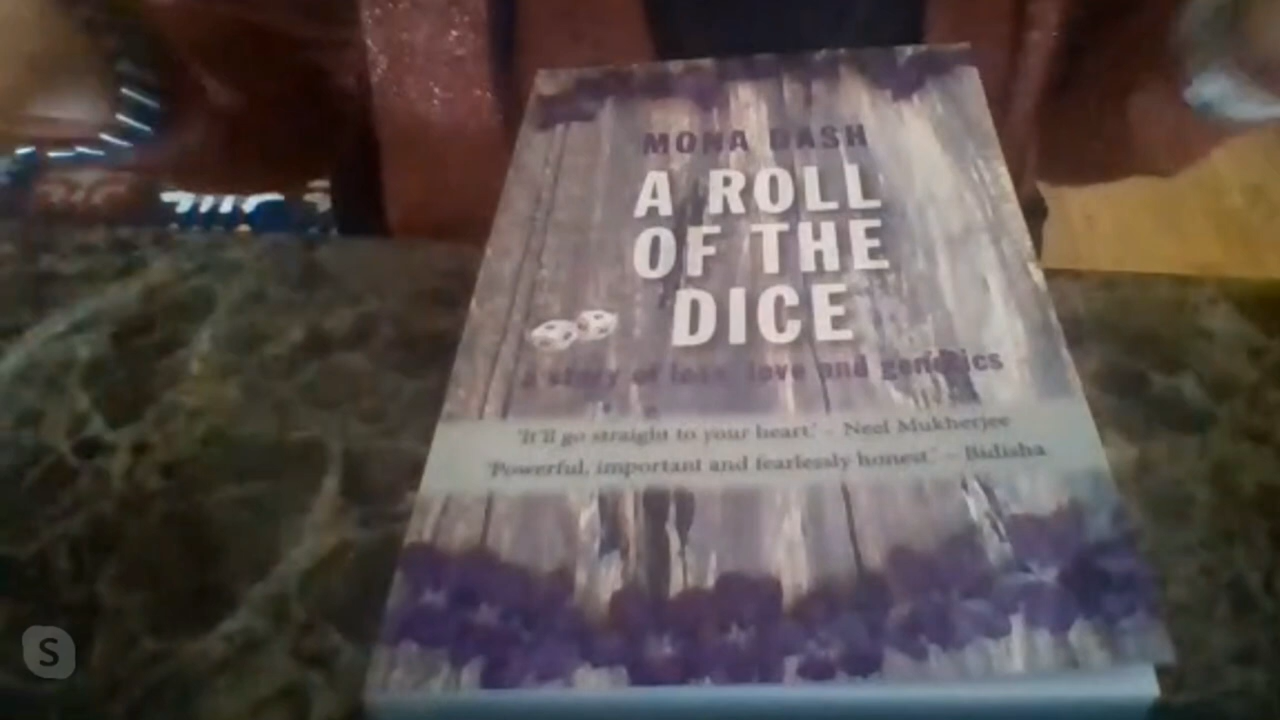 MONA DASH
A ROLL
OF THE
DICE
a story of loss, love and genetics
'It'll go straight to your heart.' – Neel Mukherjee
'Powerful, important and fearlessly honest.' – Bidisha
S